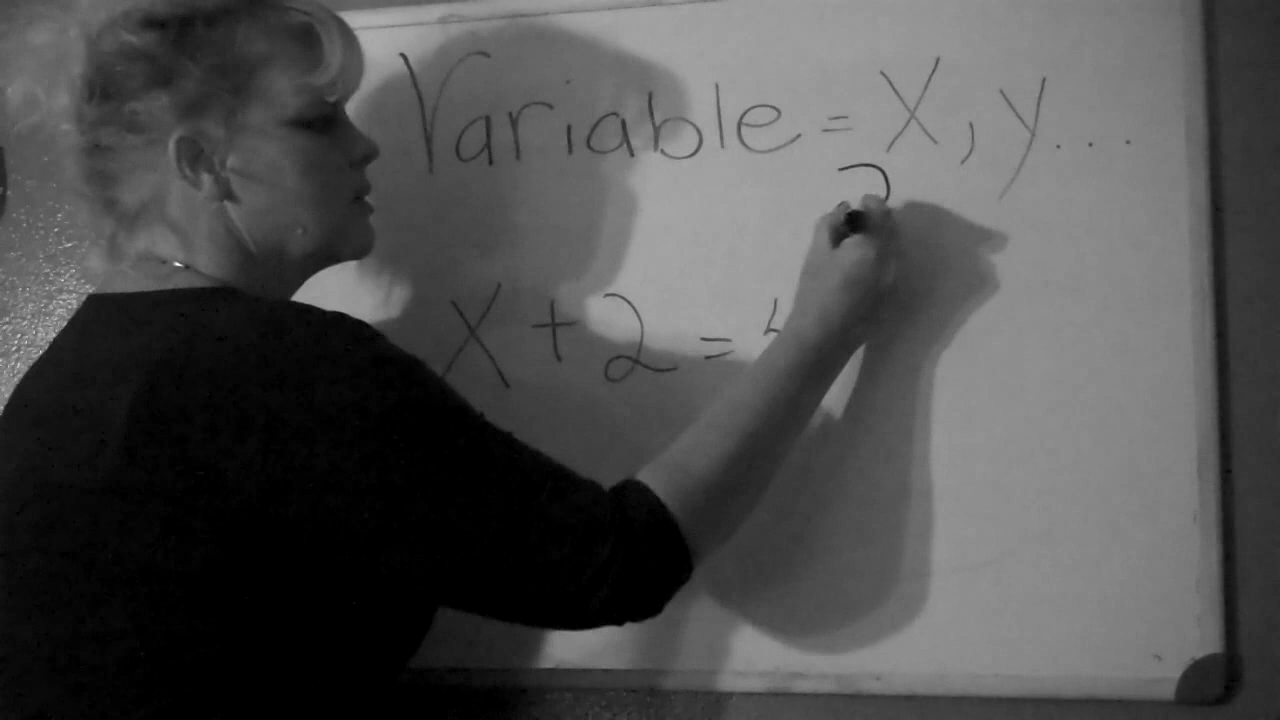 Variable = X, y...
X + 2 =